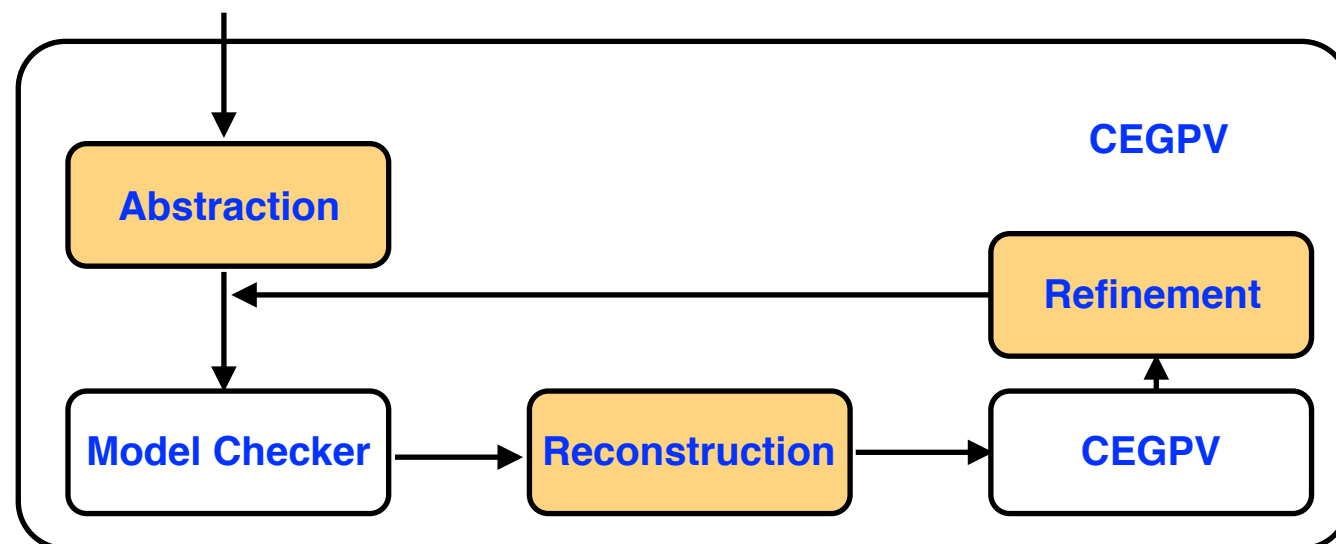 CEGPV
Abstraction
Refinement
Model Checker
Reconstruction
CEGPV